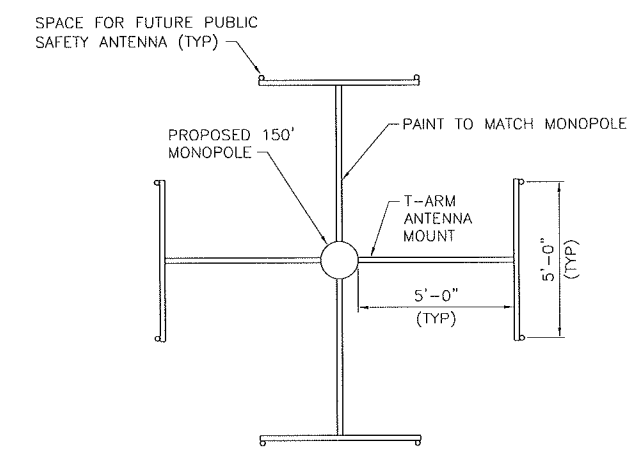 SPACE FOR FUTURE PUBLIC
SAFETY ANTENNA (TYP)
PROPOSED 150'
MONOPOLE
PAINT TO MATCH MONOPOLE
T-ARM
ANTENNA
MOUNT
5'-0"
(TYP)
5'-0"
(TYP)